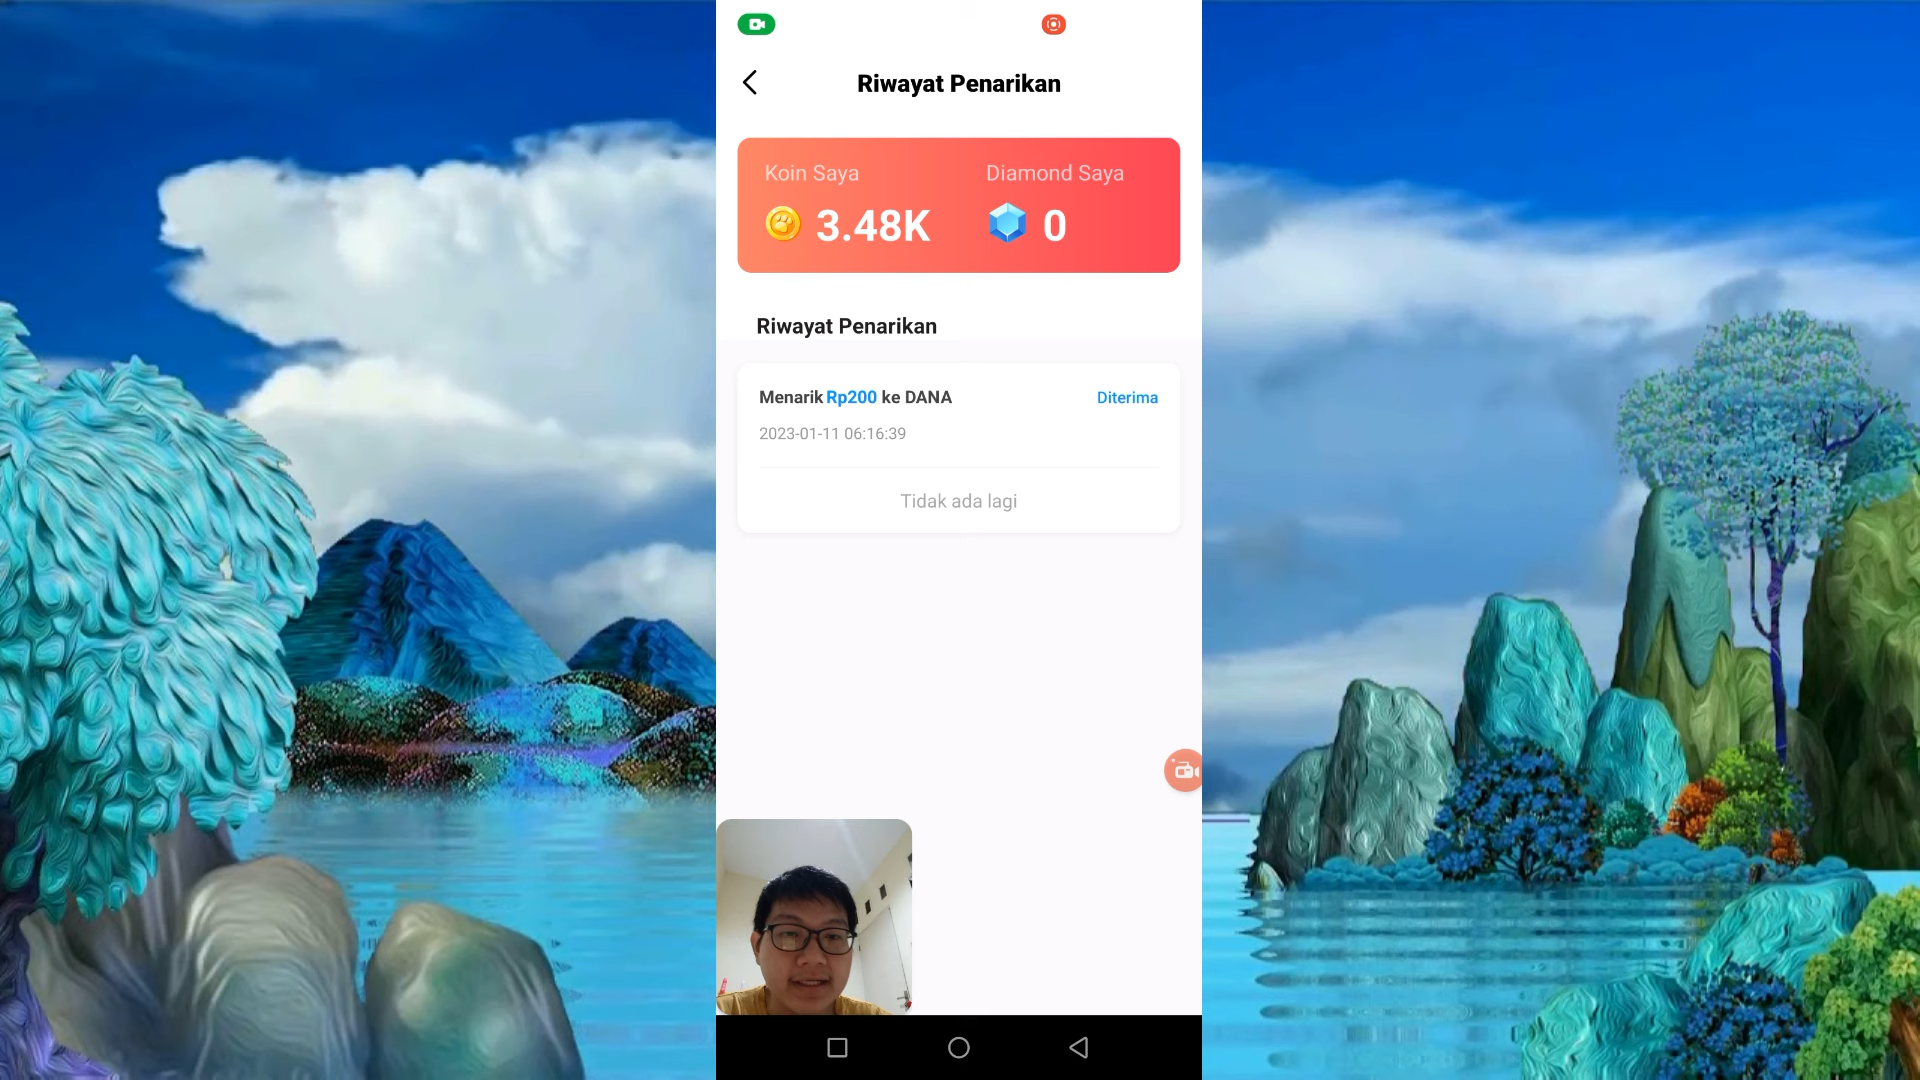 Riwayat Penarikan
Koin Saya
Diamond Saya
3.48K
0
Riwayat Penarikan
Menarik Rp200 ke DANA
Diterima
2023-01-11 06:16:39
Tidak ada lagi